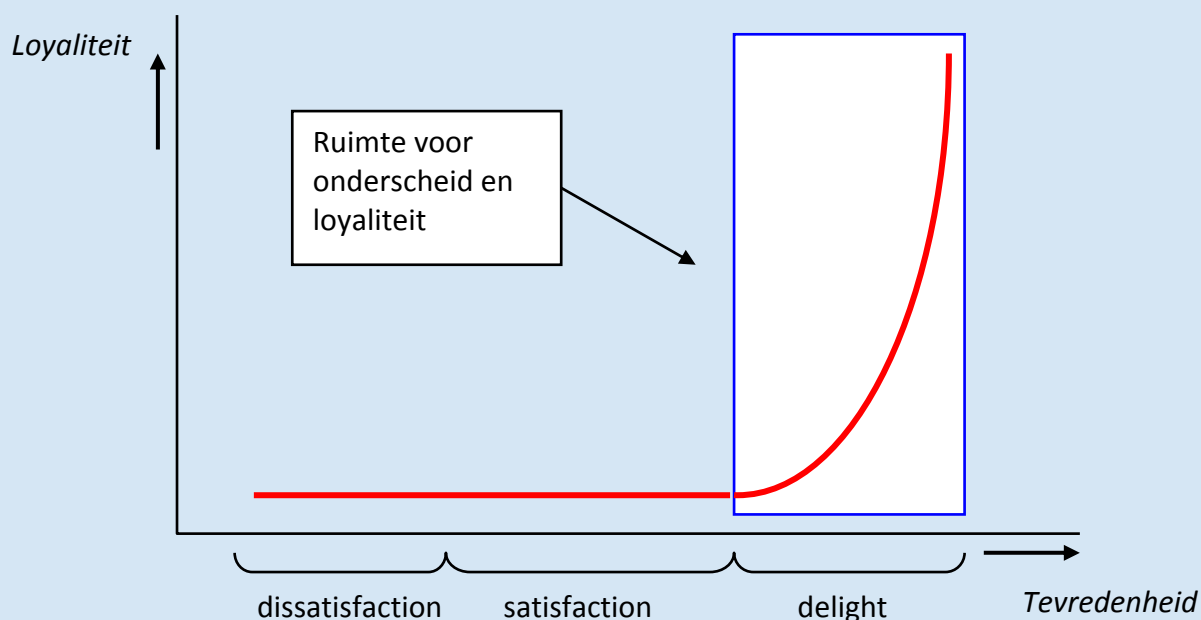 Loyaliteit
Ruimte voor
onderscheid en
loyaliteit
dissatisfaction
satisfaction
delight
Tevredenheid